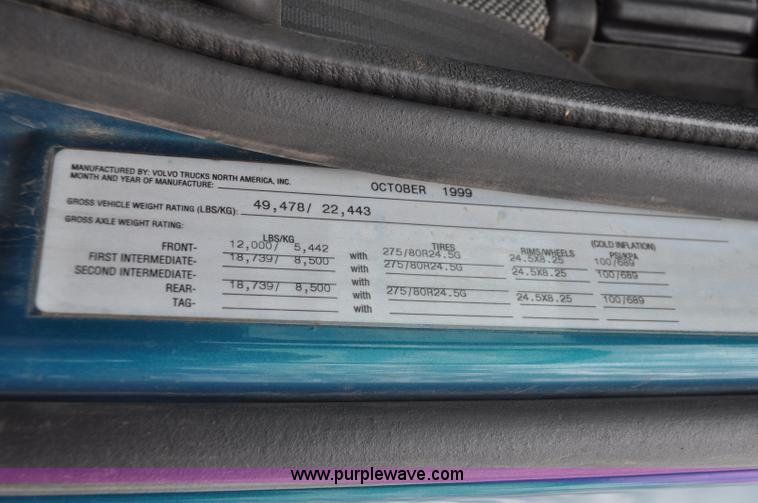 MANUFACTURED BY: VOLVO TRUCKS NORTH AMERICA, INC.
MONTH AND YEAR OF MANUFACTURE: OCTOBER 1999
GROSS VEHICLE WEIGHT RATING (LBS/KG): 49,478/ 22,443
GROSS AXLE WEIGHT RATING:
LBS/KG TIRES RIMS/WHEELS (COLD INFLATION) PSI/KPA
FRONT- 12,000/ 5,442 with 275/80R24.5G 24.5X8.25 100/689
FIRST INTERMEDIATE- 18,739/ 8,500 with 275/80R24.5G 24.5X8.25 100/689
SECOND INTERMEDIATE- with
REAR- 18,739/ 8,500 with 275/80R24.5G 24.5X8.25 100/689
TAG- with
www.purplewave.com